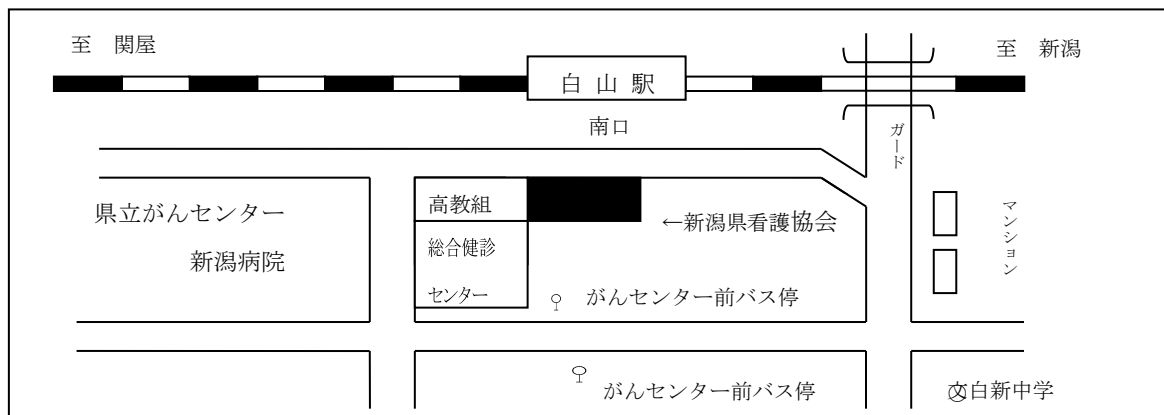 至　関屋
至　新潟
白山駅
南口
ガード
高教組
県立がんセンター
新潟病院
←新潟県看護協会
マンション
総合健診
センター
がんセンター前バス停
がんセンター前バス停
文白新中学